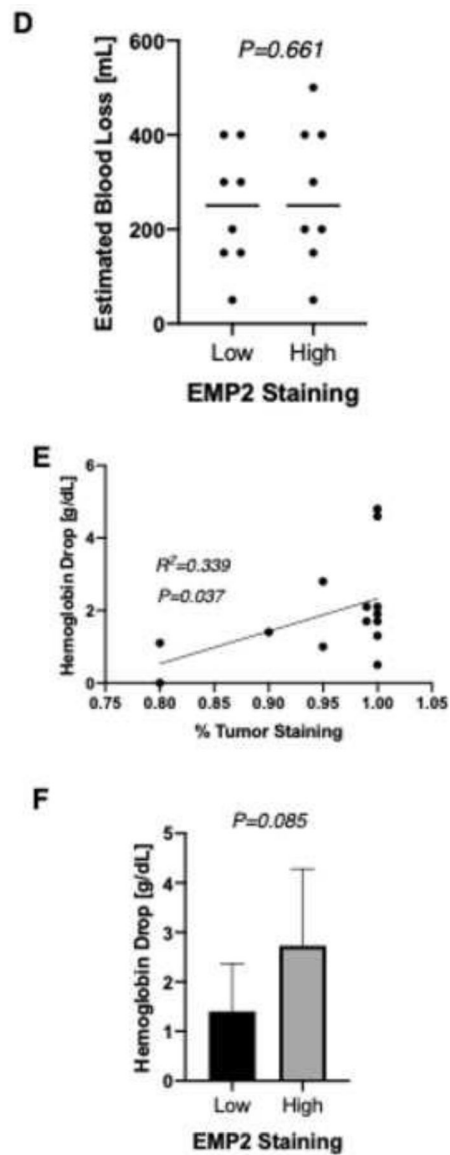 D
P=0.661
Estimated Blood Loss [mL]
600
400
200
0
Low High
EMP2 Staining
E
Hemoglobin Drop [g/dL]
6
4
2
0
R²=0.339
P=0.037
0.75 0.80 0.85 0.90 0.95 1.00 1.05
% Tumor Staining
F
P=0.085
Hemoglobin Drop [g/dL]
5
4
3
2
1
0
Low High
EMP2 Staining